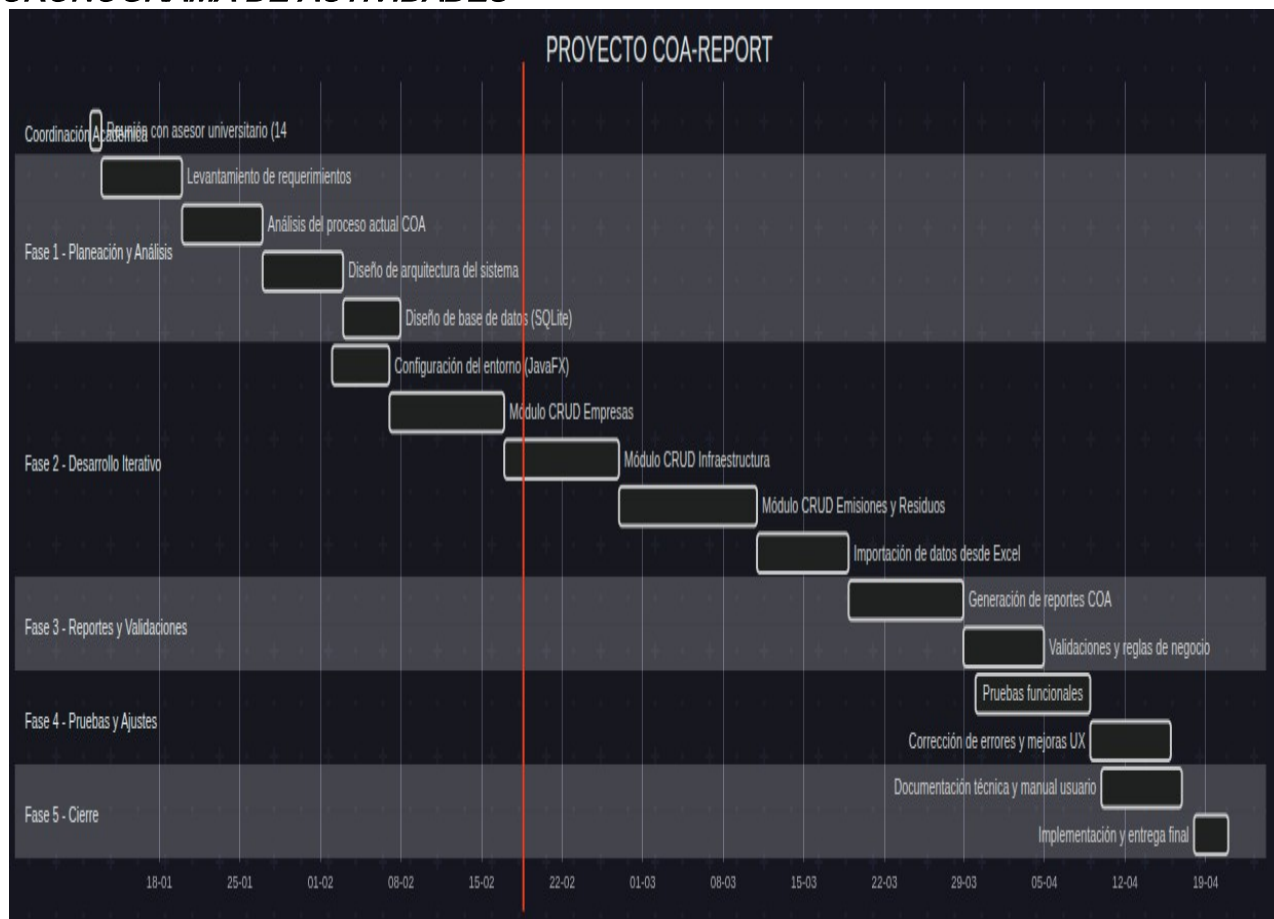 CRONOGRAMA DE ACTIVIDADES
PROYECTO COA-REPORT
Coordinación Académica
Reunión con asesor universitario (14
Levantamiento de requerimientos
Análisis del proceso actual COA
Fase 1 - Planeación y Análisis
Diseño de arquitectura del sistema
Diseño de base de datos (SQLite)
Configuración del entorno (JavaFX)
Módulo CRUD Empresas
Fase 2 - Desarrollo Iterativo
Módulo CRUD Infraestructura
Módulo CRUD Emisiones y Residuos
Importación de datos desde Excel
Generación de reportes COA
Fase 3 - Reportes y Validaciones
Validaciones y reglas de negocio
Pruebas funcionales
Fase 4 - Pruebas y Ajustes
Corrección de errores y mejoras UX
Documentación técnica y manual usuario
Fase 5 - Cierre
Implementación y entrega final
18-01 25-01 01-02 08-02 15-02 22-02 01-03 08-03 15-03 22-03 29-03 05-04 12-04 19-04